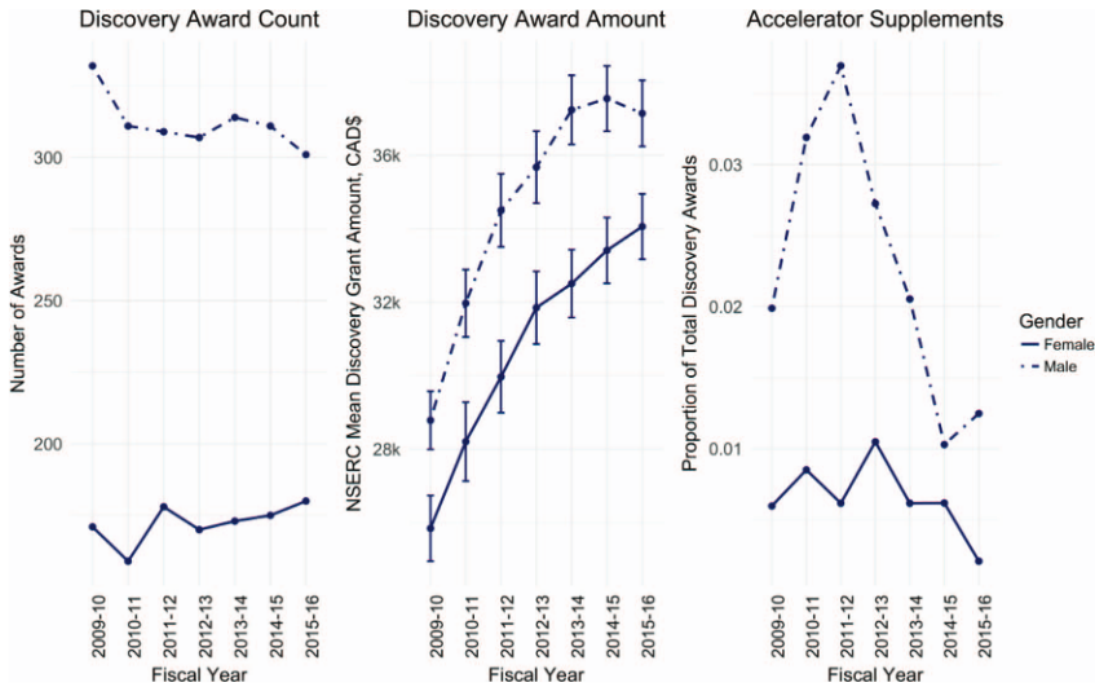 Discovery Award Count
Discovery Award Amount
Accelerator Supplements
Number of Awards
300
250
200
2009-10
2010-11
2011-12
2012-13
2013-14
2014-15
2015-16
Fiscal Year
NSERC Mean Discovery Grant Amount, CAD$
36k
32k
28k
2009-10
2010-11
2011-12
2012-13
2013-14
2014-15
2015-16
Fiscal Year
Proportion of Total Discovery Awards
0.03
0.02
0.01
2009-10
2010-11
2011-12
2012-13
2013-14
2014-15
2015-16
Fiscal Year
Gender
Female
Male